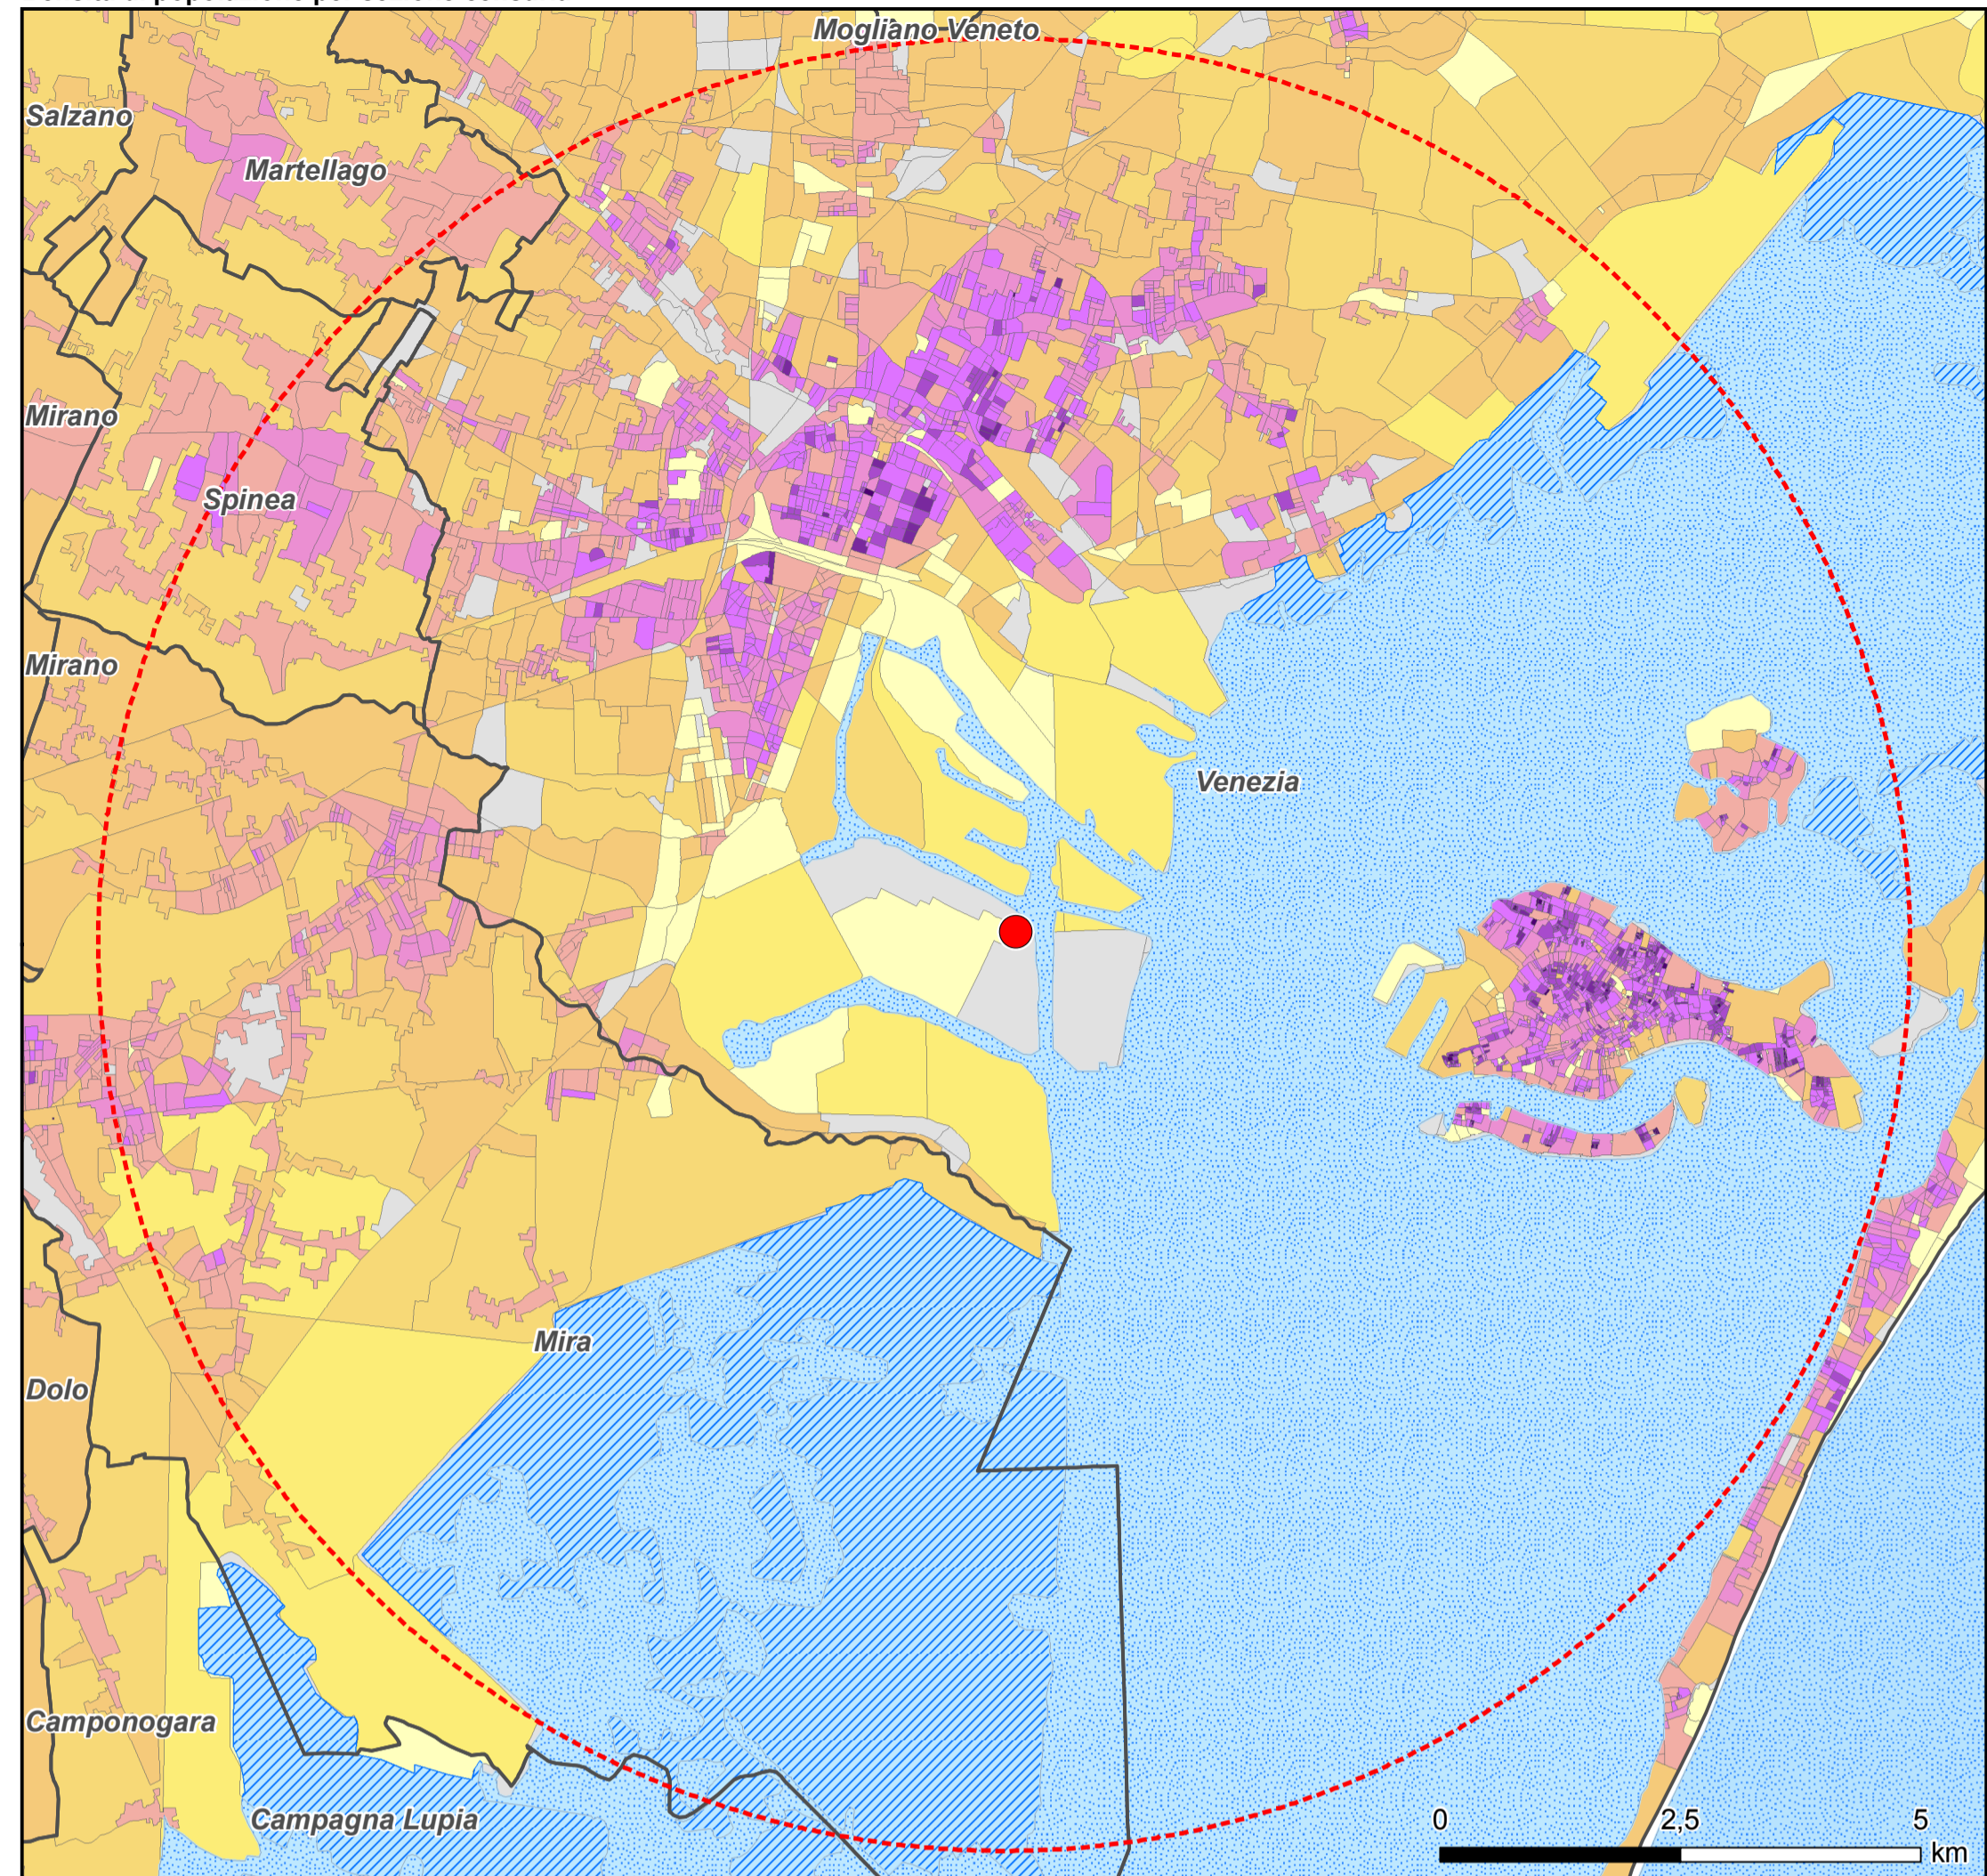 Mogliano Veneto
Salzano
Martellago
Mirano
Spinea
Mirano
Venezia
Mira
Dolo
Camponogara
Campagna Lupia
0 2,5 5
km